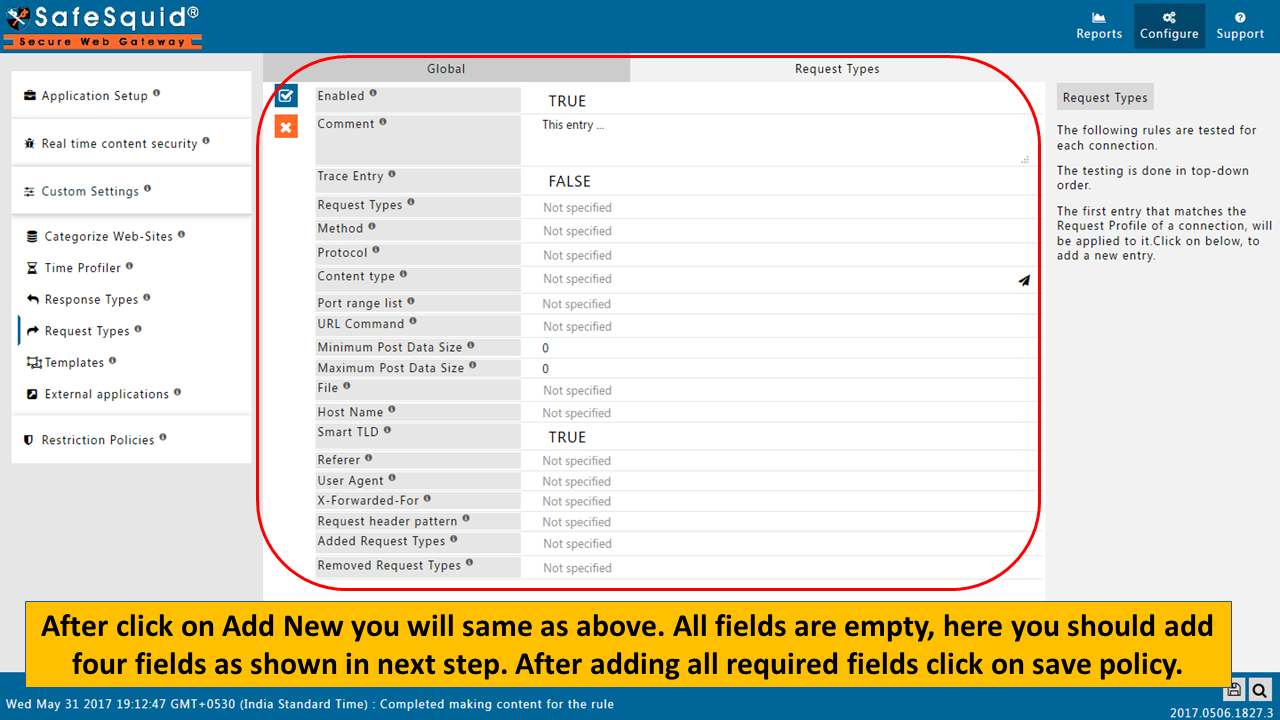 SafeSquid®
Secure Web Gateway
Reports
Configure
Support
Application Setup
Real time content security
Custom Settings
Categorize Web-Sites
Time Profiler
Response Types
Request Types
Templates
External applications
Restriction Policies
Global
Request Types
Enabled TRUE
Comment This entry ...
Trace Entry FALSE
Request Types Not specified
Method Not specified
Protocol Not specified
Content type Not specified
Port range list Not specified
URL Command Not specified
Minimum Post Data Size 0
Maximum Post Data Size 0
File Not specified
Host Name Not specified
Smart TLD TRUE
Referer Not specified
User Agent Not specified
X-Forwarded-For Not specified
Request header pattern Not specified
Added Request Types Not specified
Removed Request Types Not specified
Request Types
The following rules are tested for
each connection.
The testing is done in top-down
order.
The first entry that matches the
Request Profile of a connection, will
be applied to it.Click on below, to
add a new entry.
After click on Add New you will same as above. All fields are empty, here you should add
four fields as shown in next step. After adding all required fields click on save policy.
Wed May 31 2017 19:12:47 GMT+0530 (India Standard Time) : Completed making content for the rule
2017.0506.1827.3